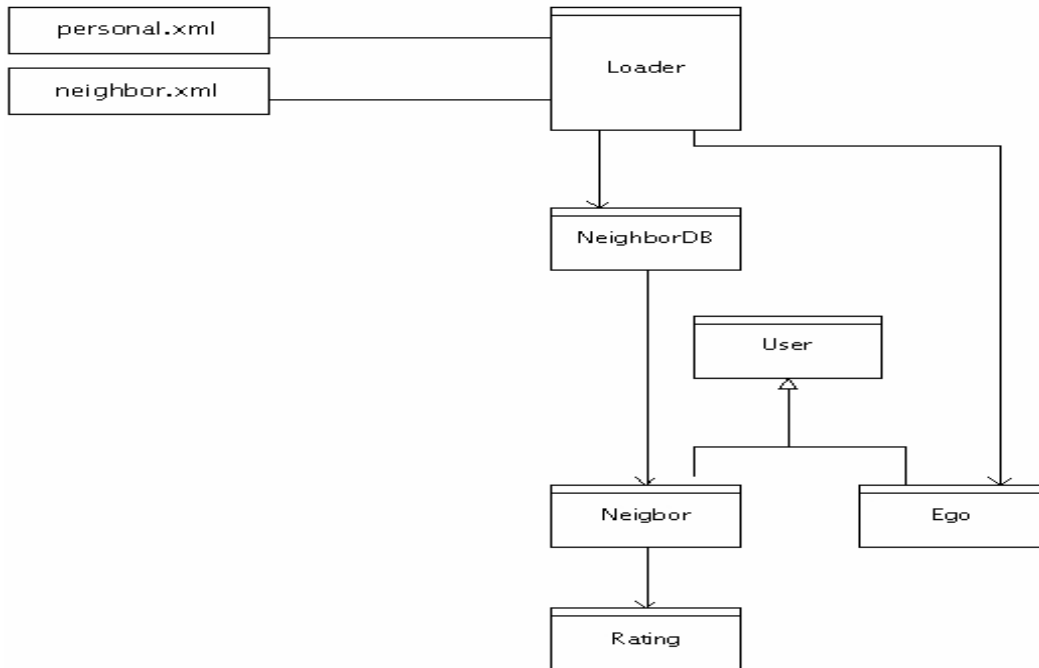 personal.xml
Loader
neighbor.xml
NeighborDB
User
Neigbor
Ego
Rating